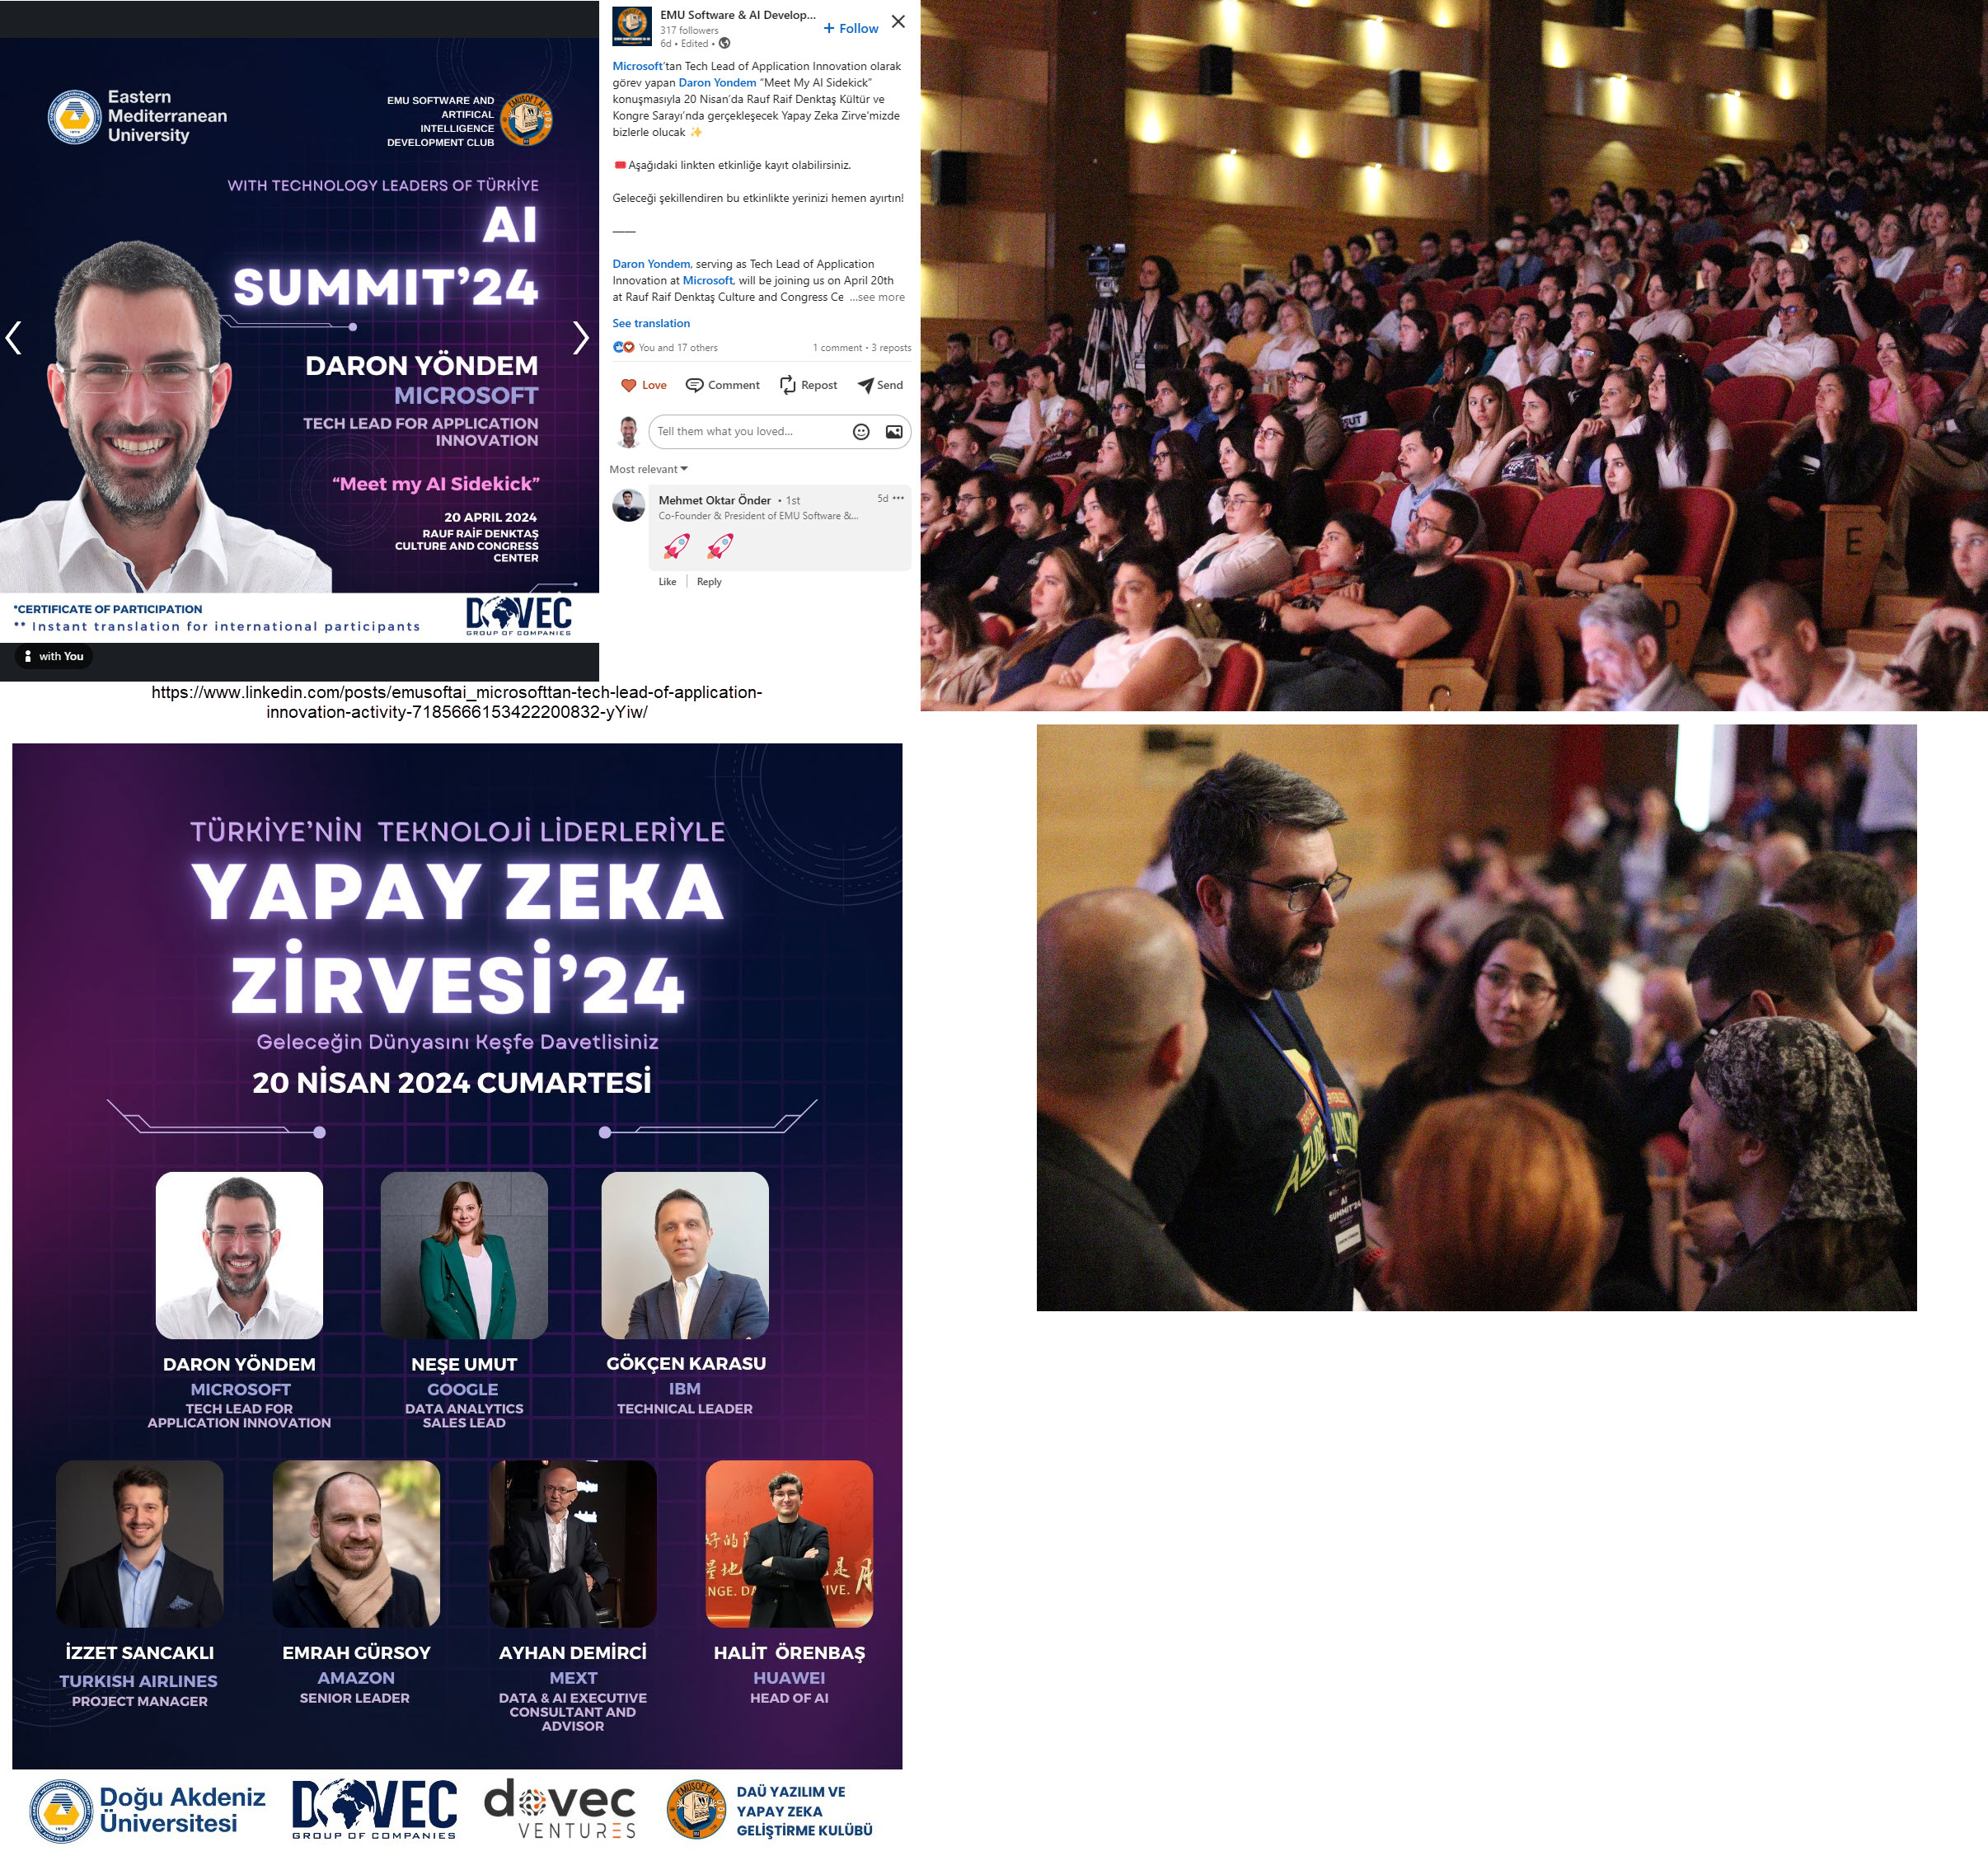 Eastern
Mediterranean
University
EMU SOFTWARE AND
ARTIFICAL
INTELLIGENCE
DEVELOPMENT CLUB
WITH TECHNOLOGY LEADERS OF TÜRKİYE
AI
SUMMIT'24
DARON YÖNDEM
MICROSOFT
TECH LEAD FOR APPLICATION
INNOVATION
“Meet my AI Sidekick”
20 APRIL 2024
RAUF RAİF DENKTAŞ
CULTURE AND CONGRESS
CENTER
*CERTIFICATE OF PARTICIPATION
** Instant translation for international participants
DOVEC
GROUP OF COMPANIES
with You
EMU Software & AI Develop...
317 followers
6d • Edited •
+ Follow
Microsoft'tan Tech Lead of Application Innovation olarak
görev yapan Daron Yondem “Meet My AI Sidekick”
konuşmasıyla 20 Nisan'da Rauf Raif Denktaş Kültür ve
Kongre Sarayı'nda gerçekleşecek Yapay Zeka Zirve'mizde
bizlerle olucak ✨
🎟️Aşağıdaki linkten etkinliğe kayıt olabilirsiniz.
Geleceği şekillendiren bu etkinlikte yerinizi hemen ayırtın!
——
Daron Yondem, serving as Tech Lead of Application
Innovation at Microsoft, will be joining us on April 20th
at Rauf Raif Denktaş Culture and Congress Ce ...see more
See translation
You and 17 others
1 comment • 3 reposts
Love
Comment
Repost
Send
Tell them what you loved...
Most relevant
Mehmet Oktar Önder • 1st
5d •••
Co-Founder & President of EMU Software &...
🚀 🚀
Like
Reply
https://www.linkedin.com/posts/emusoftai_microsofttan-tech-lead-of-application-
innovation-activity-7185666153422200832-yYiw/
E
D
C
TÜRKİYE'NİN TEKNOLOJİ LİDERLERİYLE
YAPAY ZEKA
ZİRVESİ'24
Geleceğin Dünyasını Keşfe Davetlisiniz
20 NİSAN 2024 CUMARTESİ
DARON YÖNDEM
MICROSOFT
TECH LEAD FOR
APPLICATION INNOVATION
NEŞE UMUT
GOOGLE
DATA ANALYTICS
SALES LEAD
GÖKÇEN KARASU
IBM
TECHNICAL LEADER
İZZET SANCAKLI
TURKISH AIRLINES
PROJECT MANAGER
EMRAH GÜRSOY
AMAZON
SENIOR LEADER
AYHAN DEMİRCİ
MEXT
DATA & AI EXECUTIVE
CONSULTANT AND
ADVISOR
HALİT ÖRENBAŞ
HUAWEI
HEAD OF AI
Doğu Akdeniz
Üniversitesi
DOVEC
GROUP OF COMPANIES
dovec
VENTURES
DAÜ YAZILIM VE
YAPAY ZEKA
GELİŞTİRME KULÜBÜ
AI
SUMMIT'24